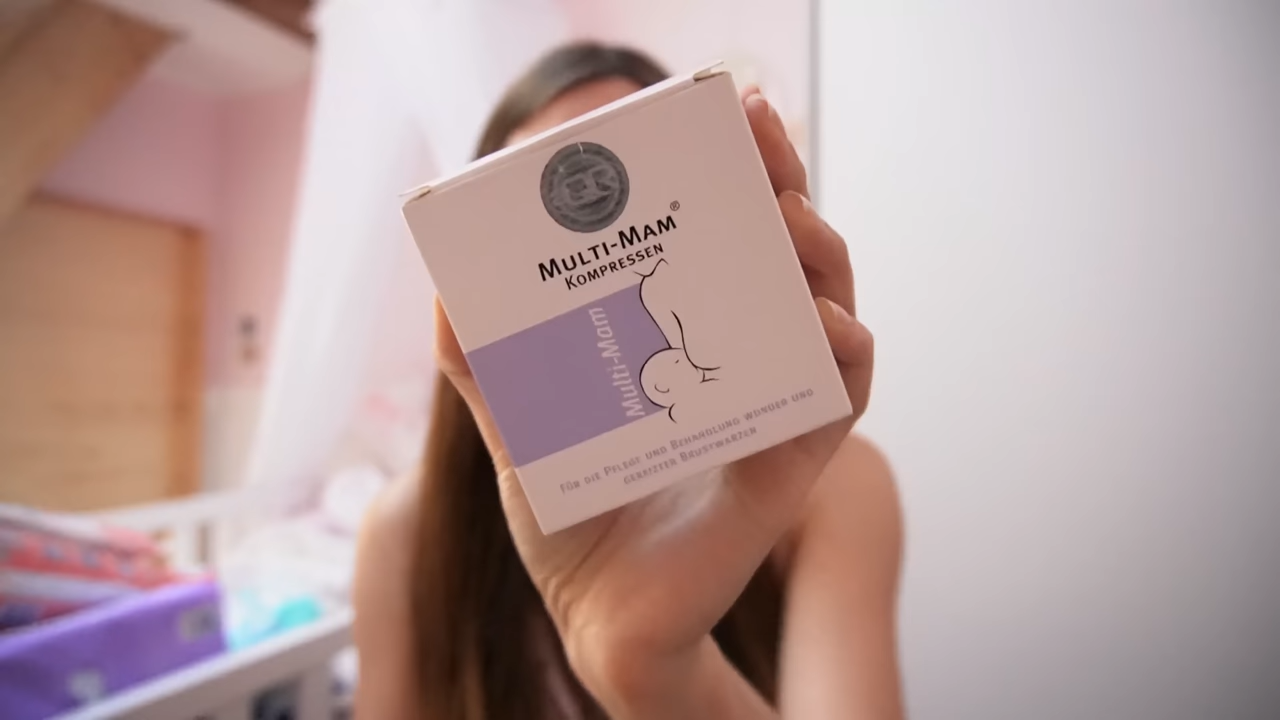 MULTI-MAM®
KOMPRESSEN
Multi-Mam
FÜR DIE PFLEGE UND BEHANDLUNG WUNDER UND
GEREIZTER BRUSTWARZEN